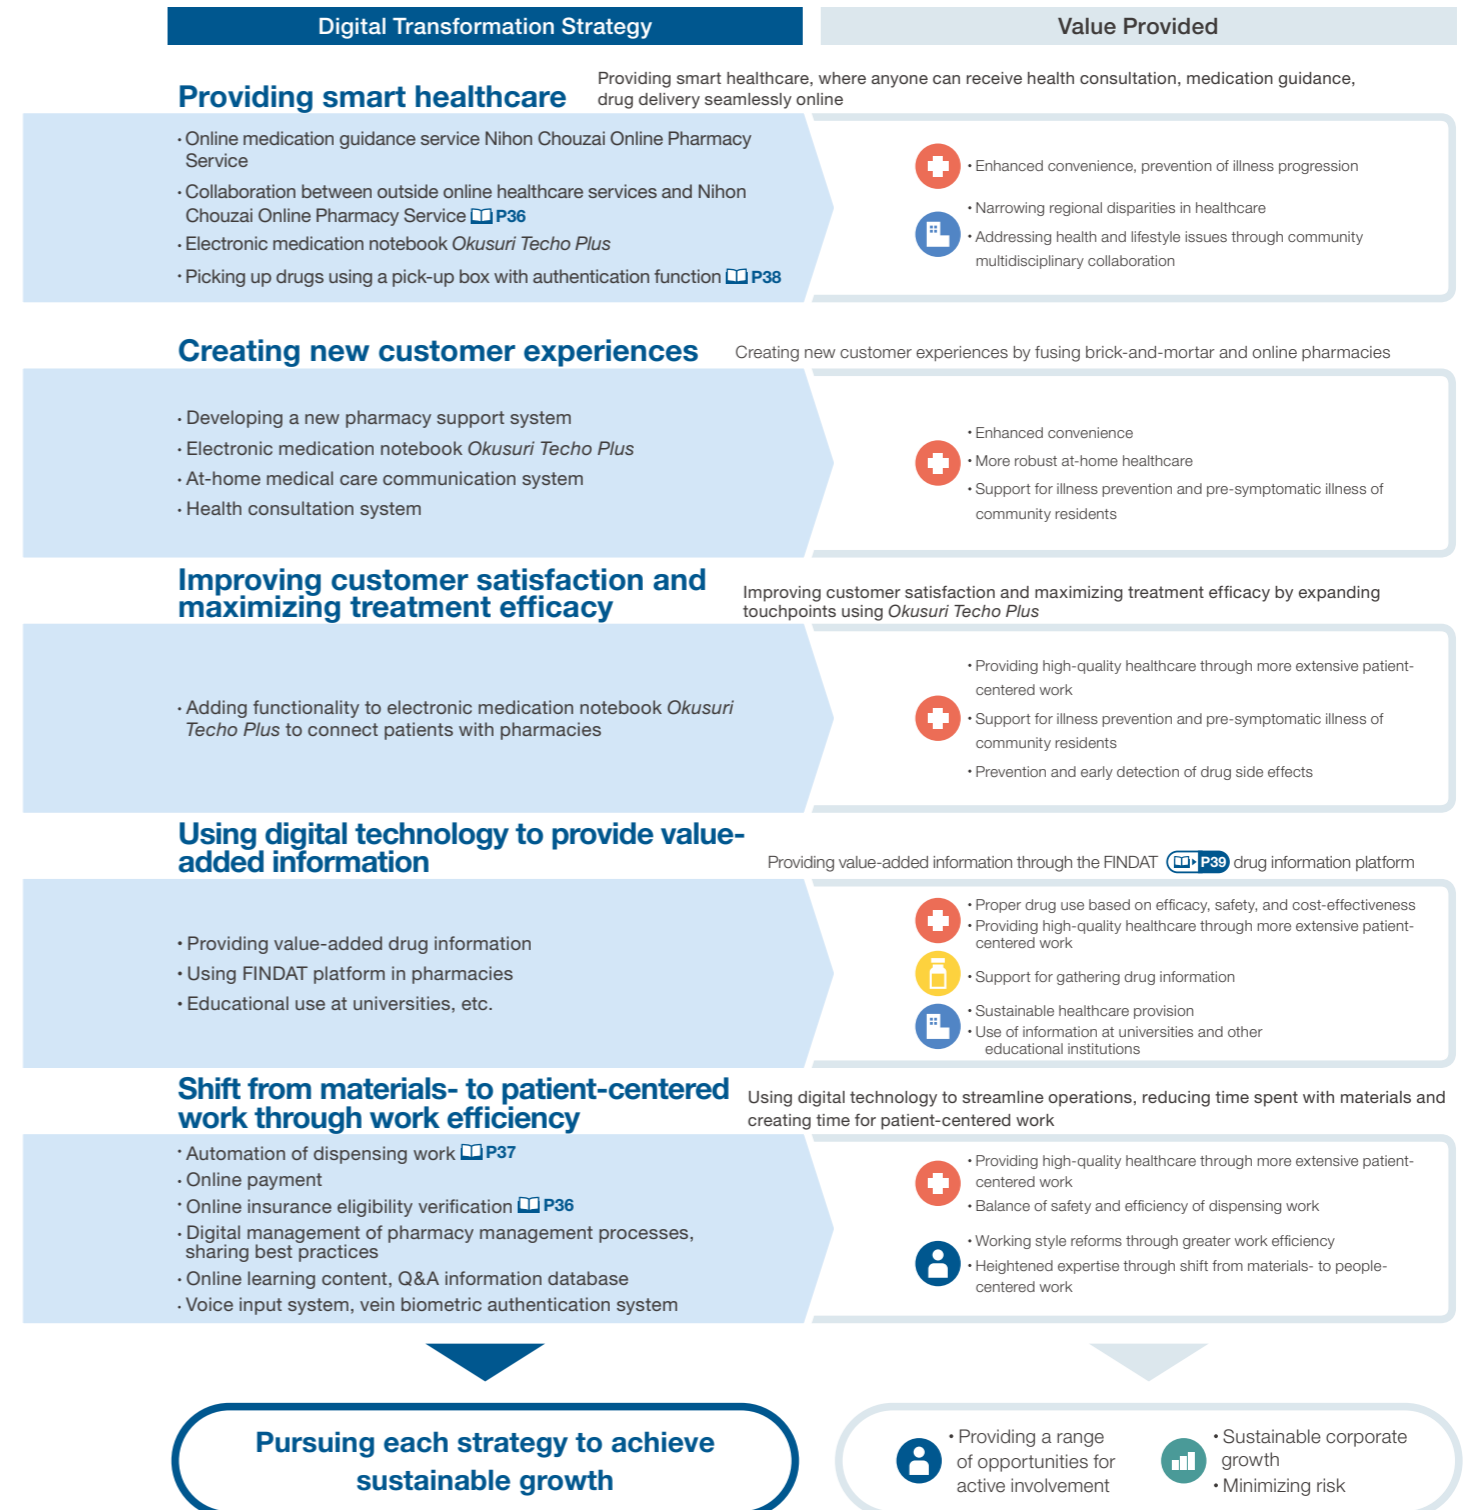 Digital Transformation Strategy
Value Provided
Providing smart healthcare
Providing smart healthcare, where anyone can receive health consultation, medication guidance,
drug delivery seamlessly online
・Online medication guidance service Nihon Chouzai Online Pharmacy
Service
・Collaboration between outside online healthcare services and Nihon
Chouzai Online Pharmacy Service P36
・Electronic medication notebook Okusuri Techo Plus
・Picking up drugs using a pick-up box with authentication function P38
・Enhanced convenience, prevention of illness progression
・Narrowing regional disparities in healthcare
・Addressing health and lifestyle issues through community
multidisciplinary collaboration
Creating new customer experiences
Creating new customer experiences by fusing brick-and-mortar and online pharmacies
・Developing a new pharmacy support system
・Electronic medication notebook Okusuri Techo Plus
・At-home medical care communication system
・Health consultation system
・Enhanced convenience
・More robust at-home healthcare
・Support for illness prevention and pre-symptomatic illness of
community residents
Improving customer satisfaction and
maximizing treatment efficacy
Improving customer satisfaction and maximizing treatment efficacy by expanding
touchpoints using Okusuri Techo Plus
・Adding functionality to electronic medication notebook Okusuri
Techo Plus to connect patients with pharmacies
・Providing high-quality healthcare through more extensive patient-
centered work
・Support for illness prevention and pre-symptomatic illness of
community residents
・Prevention and early detection of drug side effects
Using digital technology to provide value-
added information
Providing value-added information through the FINDAT P39 drug information platform
・Providing value-added drug information
・Using FINDAT platform in pharmacies
・Educational use at universities, etc.
・Proper drug use based on efficacy, safety, and cost-effectiveness
・Providing high-quality healthcare through more extensive patient-
centered work
・Support for gathering drug information
・Sustainable healthcare provision
・Use of information at universities and other
educational institutions
Shift from materials- to patient-centered
work through work efficiency
Using digital technology to streamline operations, reducing time spent with materials and
creating time for patient-centered work
・Automation of dispensing work P37
・Online payment
・Online insurance eligibility verification P36
・Digital management of pharmacy management processes,
sharing best practices
・Online learning content, Q&A information database
・Voice input system, vein biometric authentication system
・Providing high-quality healthcare through more extensive patient-
centered work
・Balance of safety and efficiency of dispensing work
・Working style reforms through greater work efficiency
・Heightened expertise through shift from materials- to people-
centered work
Pursuing each strategy to achieve
sustainable growth
・Providing a range
of opportunities for
active involvement
・Sustainable corporate
growth
・Minimizing risk